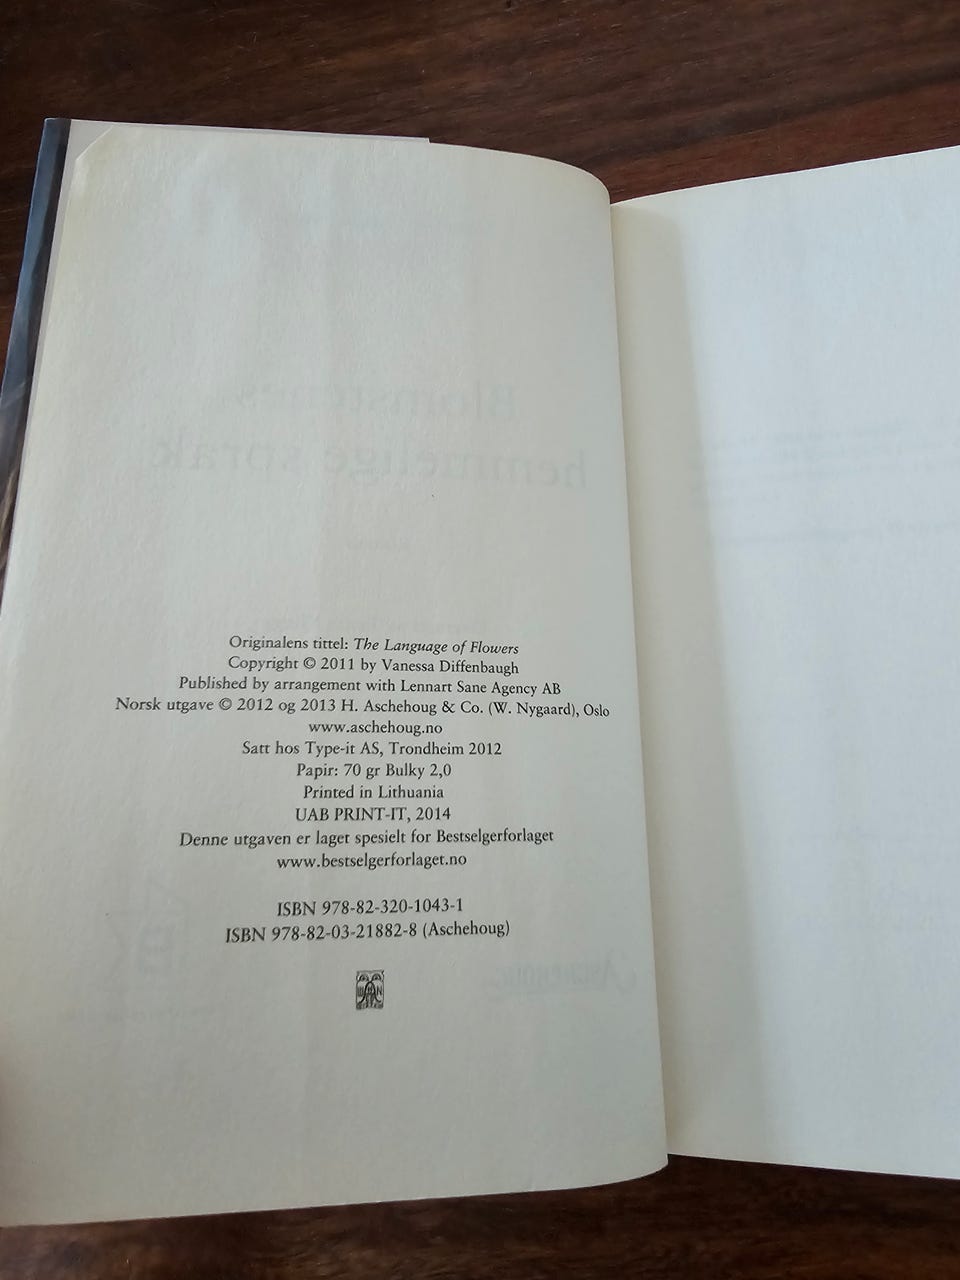 Originalens tittel: The Language of Flowers
Copyright © 2011 by Vanessa Diffenbaugh
Published by arrangement with Lennart Sane Agency AB
Norsk utgave © 2012 og 2013 H. Aschehoug & Co. (W. Nygaard), Oslo
www.aschehoug.no
Satt hos Type-it AS, Trondheim 2012
Papir: 70 gr Bulky 2,0
Printed in Lithuania
UAB PRINT-IT, 2014
Denne utgaven er laget spesielt for Bestselgerforlaget
www.bestselgerforlaget.no
ISBN 978-82-320-1043-1
ISBN 978-82-03-21882-8 (Aschehoug)